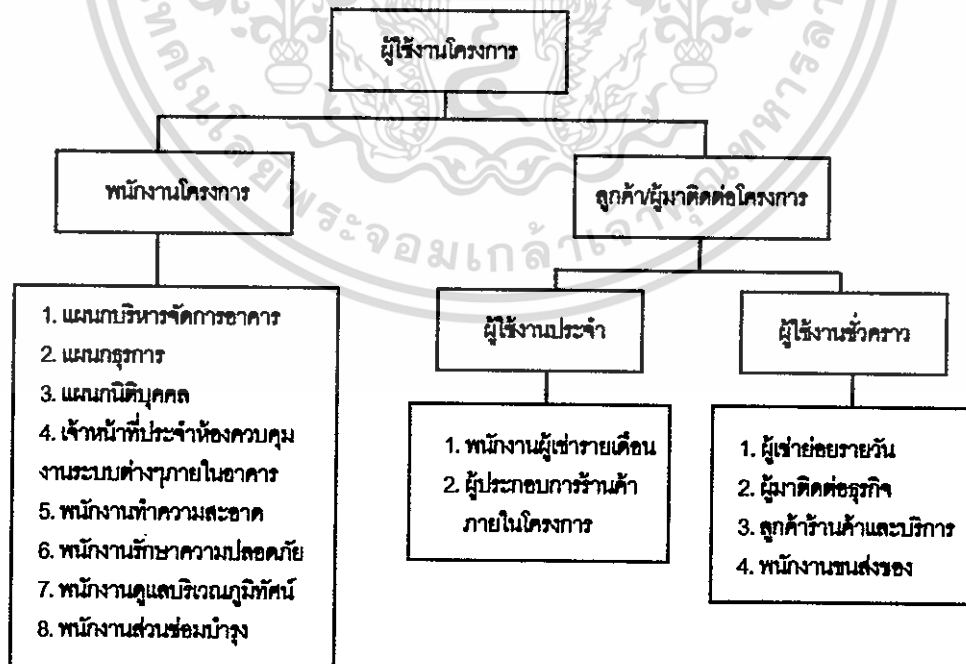 ผู้ใช้งานโครงการ
พนักงานโครงการ
ลูกค้า/ผู้มาติดต่อโครงการ
1. แผนกบริหารจัดการอาคาร
2. แผนกธุรการ
3. แผนกนิติบุคคล
4. เจ้าหน้าที่ประจำห้องควบคุม
งานระบบต่างๆภายในอาคาร
5. พนักงานทำความสะอาด
6. พนักงานรักษาความปลอดภัย
7. พนักงานดูแลบริเวณภูมิทัศน์
8. พนักงานส่วนซ่อมบำรุง
ผู้ใช้งานประจำ
1. พนักงานผู้เช่ารายเดือน
2. ผู้ประกอบการร้านค้า
ภายในโครงการ
ผู้ใช้งานชั่วคราว
1. ผู้เช่าย่อยรายวัน
2. ผู้มาติดต่อธุรกิจ
3. ลูกค้าร้านค้าและบริการ
4. พนักงานขนส่งของ